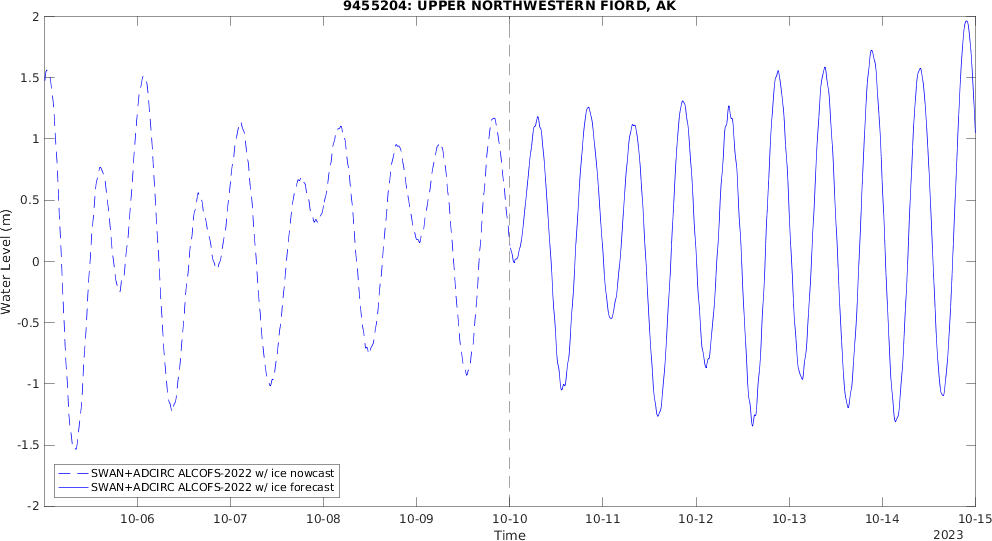 9455204: UPPER NORTHWESTERN FIORD, AK
2
1.5
1
0.5
0
-0.5
-1
-1.5
-2
Water Level (m)
SWAN+ADCIRC ALCOFS-2022 w/ ice nowcast
SWAN+ADCIRC ALCOFS-2022 w/ ice forecast
10-06 10-07 10-08 10-09 10-10 10-11 10-12 10-13 10-14 10-15
Time
2023